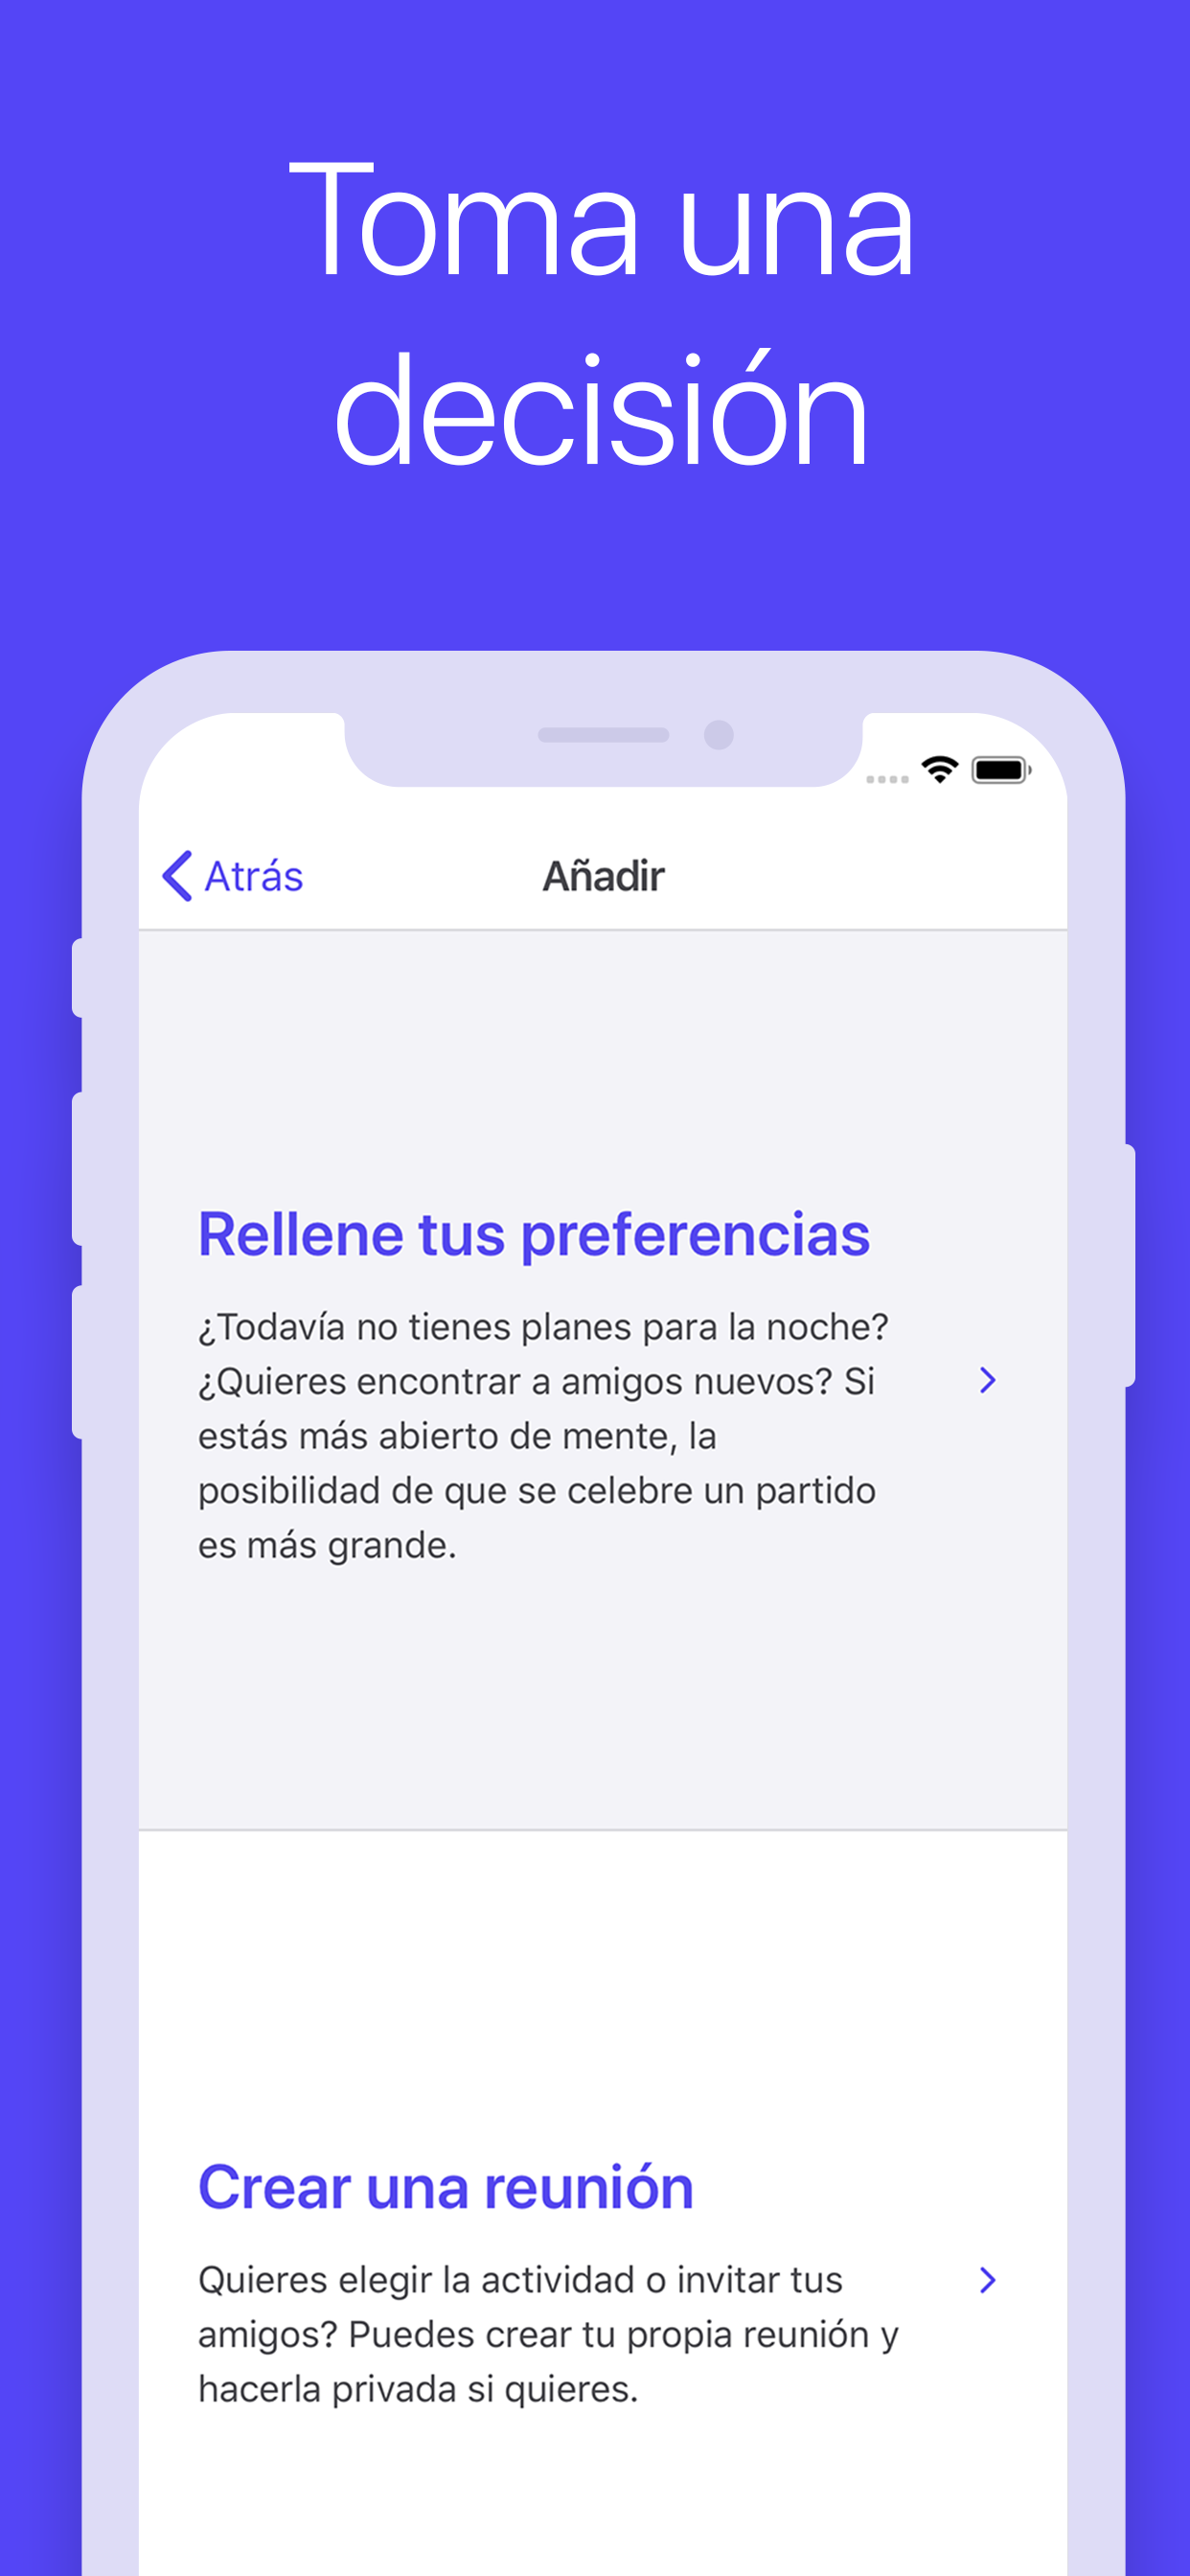 Toma una
decisión
Atrás
Añadir
Rellene tus preferencias
¿Todavía no tienes planes para la noche?
¿Quieres encontrar a amigos nuevos? Si
estás más abierto de mente, la
posibilidad de que se celebre un partido
es más grande.
Crear una reunión
Quieres elegir la actividad o invitar tus
amigos? Puedes crear tu propia reunión y
hacerla privada si quieres.